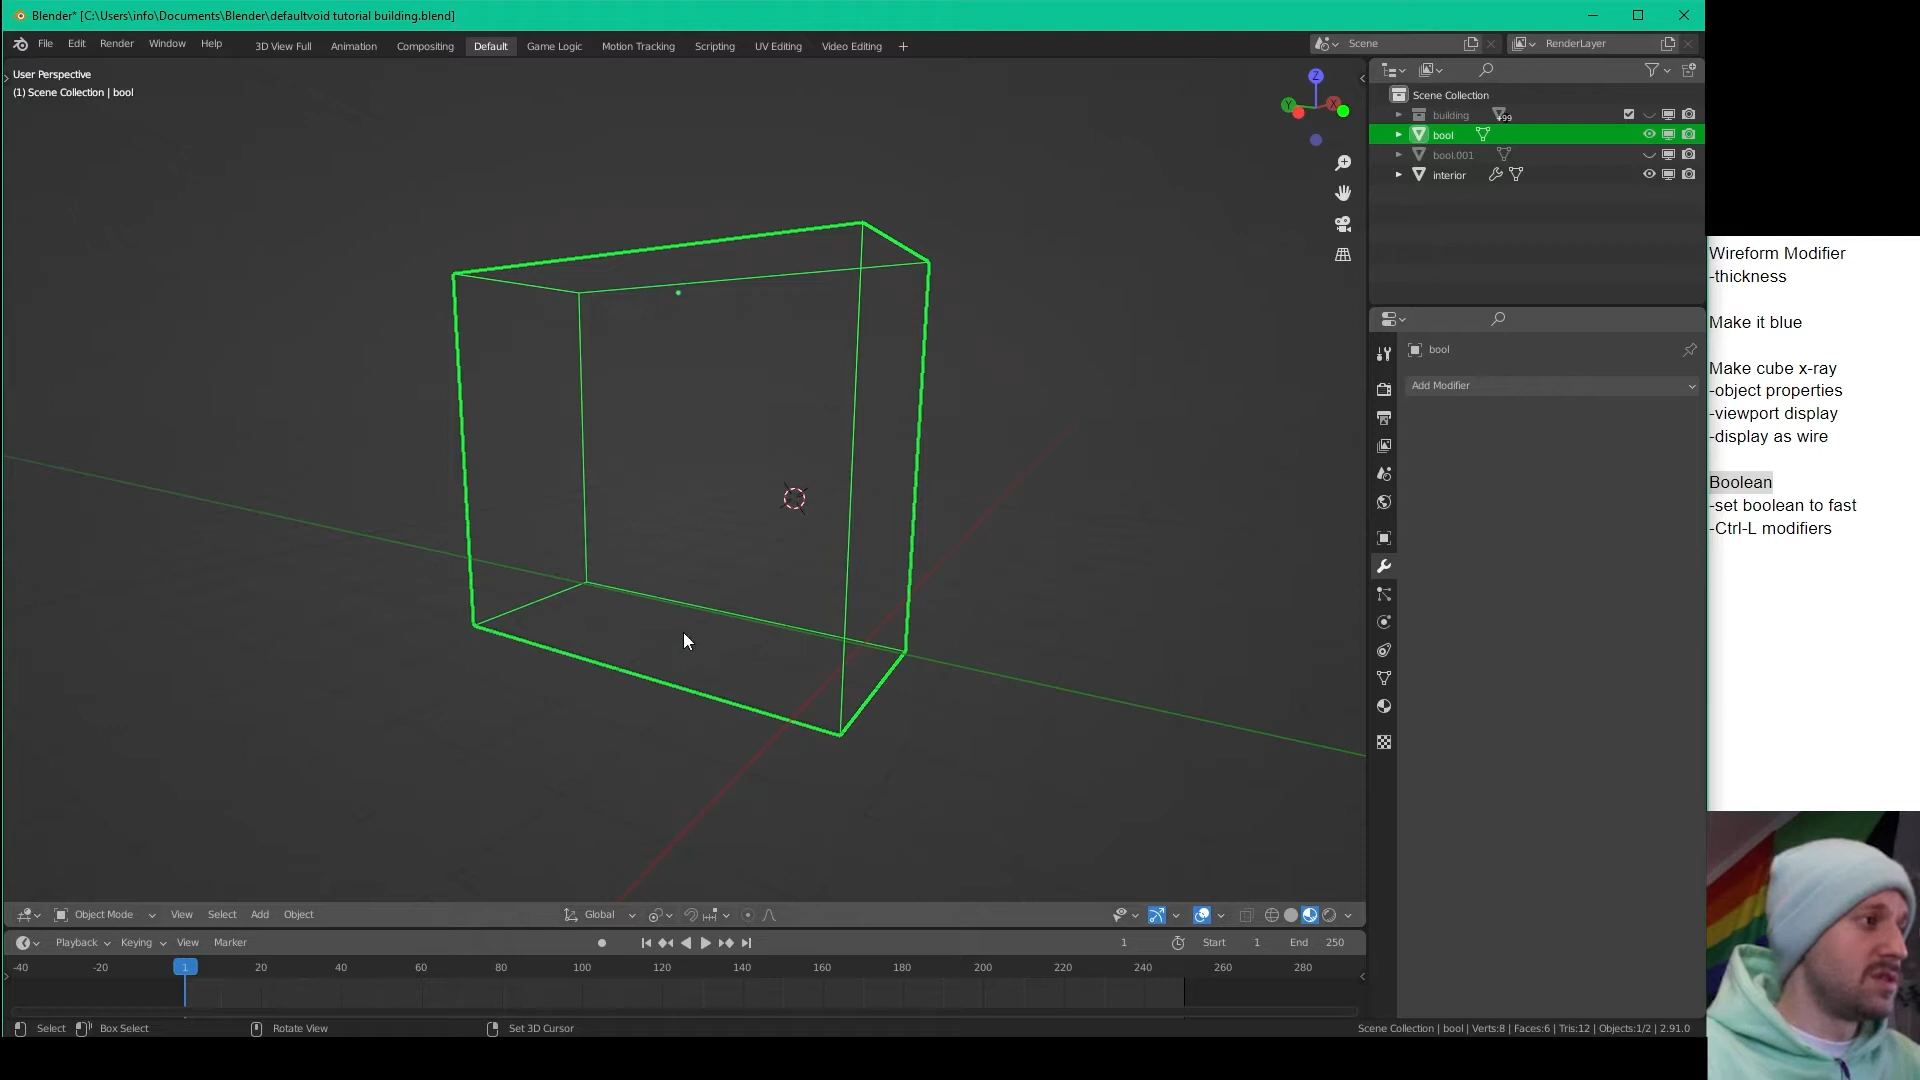 Blender* [C:\Users\info\Documents\Blender\defaultvoid tutorial building.blend]
File Edit Render Window Help 3D View Full Animation Compositing Default Game Logic Motion Tracking Scripting UV Editing Video Editing +
Scene RenderLayer
User Perspective
(1) Scene Collection | bool
Z
Y X
Scene Collection
building +99
bool
bool.001
interior
bool
Add Modifier
Wireform Modifier
-thickness
Make it blue
Make cube x-ray
-object properties
-viewport display
-display as wire
Boolean
-set boolean to fast
-Ctrl-L modifiers
Object Mode View Select Add Object Global
Playback Keying View Marker 1 Start 1 End 250
-40 -20 1 20 40 60 80 100 120 140 160 180 200 220 240 260 280
Select Box Select Rotate View Set 3D Cursor Scene Collection | bool | Verts:8 | Faces:6 | Tris:12 | Objects:1/2 | 2.91.0